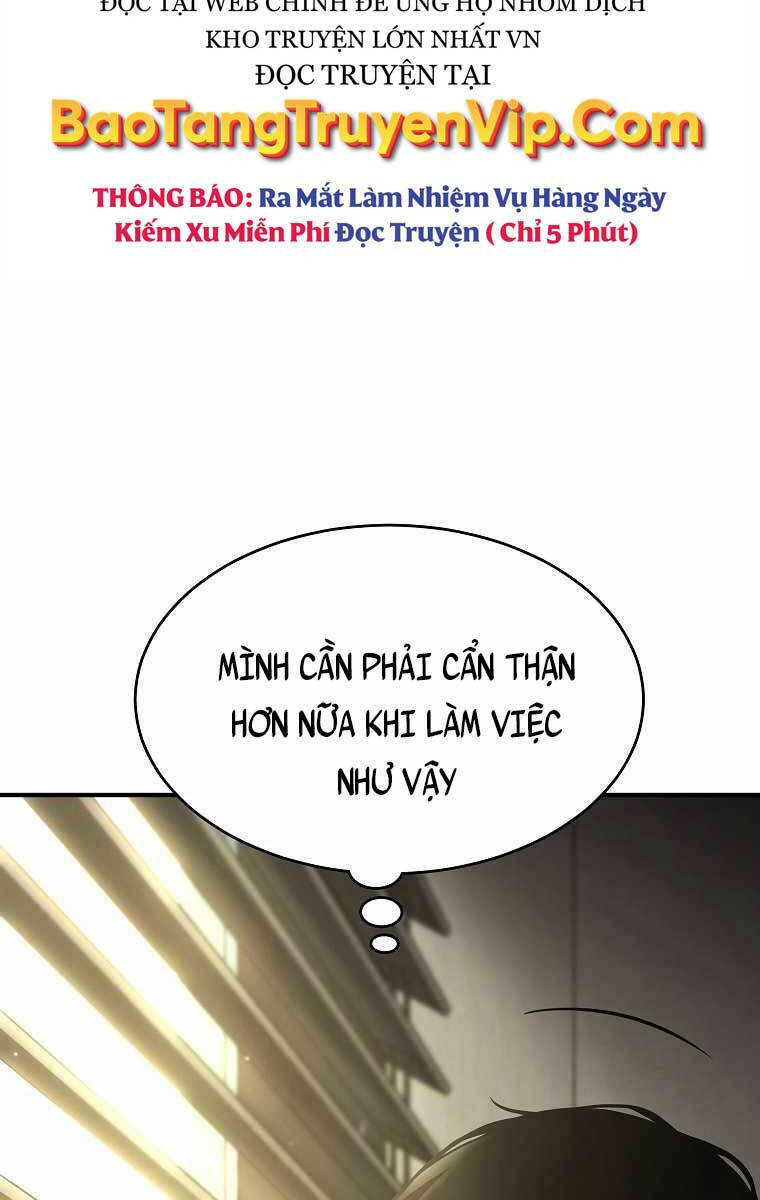 ĐỌC TẠI WEB CHÍNH ĐỂ ỦNG HỘ NHÓM DỊCH
KHO TRUYỆN LỚN NHẤT VN
ĐỌC TRUYỆN TẠI
BaoTangTruyenVip.Com
THÔNG BÁO: Ra Mắt Làm Nhiệm Vụ Hàng Ngày
Kiếm Xu Miễn Phí Đọc Truyện ( Chỉ 5 Phút)
MÌNH CẦN PHẢI CẨN THẬN
HƠN NỮA KHI LÀM VIỆC
NHƯ VẬY